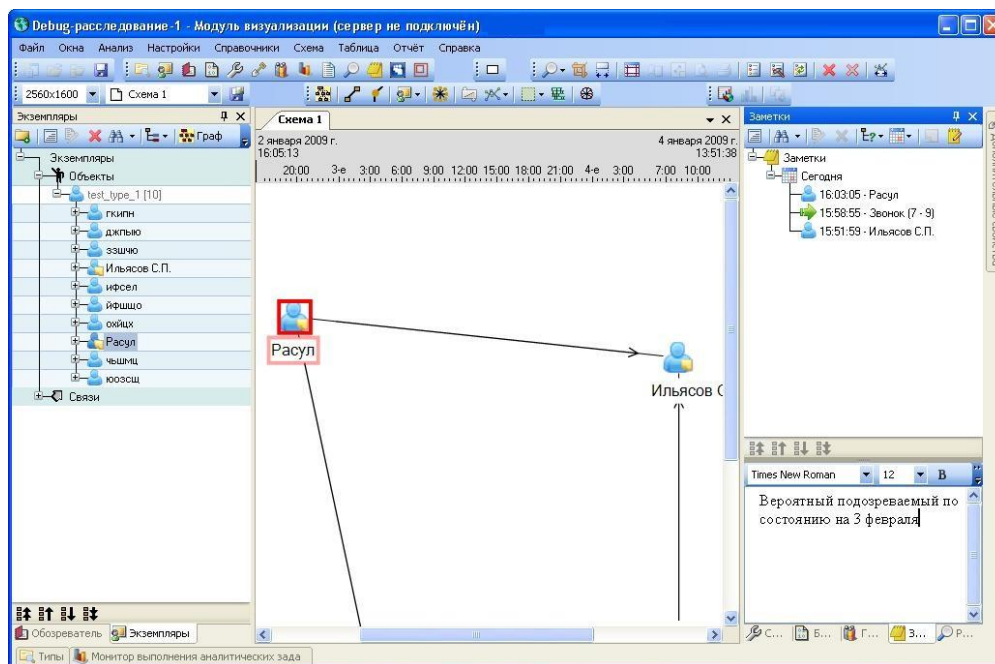 Debug-расследование-1 - Модуль визуализации (сервер не подключён)
Файл Окна Анализ Настройки Справочники Схема Таблица Отчёт Справка
2560x1600 Схема 1
Экземпляры
Граф
Экземпляры
Объекты
test_type_1 [10]
гкипн
джпью
ззшчю
Ильясов С.П.
ифсел
йфшщо
охйцх
Расул
чьшмц
юозсщ
Связи
Обозреватель Экземпляры
Типы Монитор выполнения аналитических зада
Схема 1
2 января 2009 г. 4 января 2009 г.
16:05:13 13:51:38
20:00 3-е 3:00 6:00 9:00 12:00 15:00 18:00 21:00 4-е 3:00 7:00 10:00
Расул
Ильясов С
Заметки
Заметки
Сегодня
16:03:05 - Расул
15:58:55 - Звонок (7 - 9)
15:51:59 - Ильясов С.П.
Times New Roman 12 B
Вероятный подозреваемый по
состоянию на 3 февраля
С... Б... Г... З... Р...